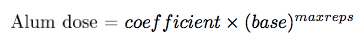 Alum dose = coefficient × (base)^{maxreps}